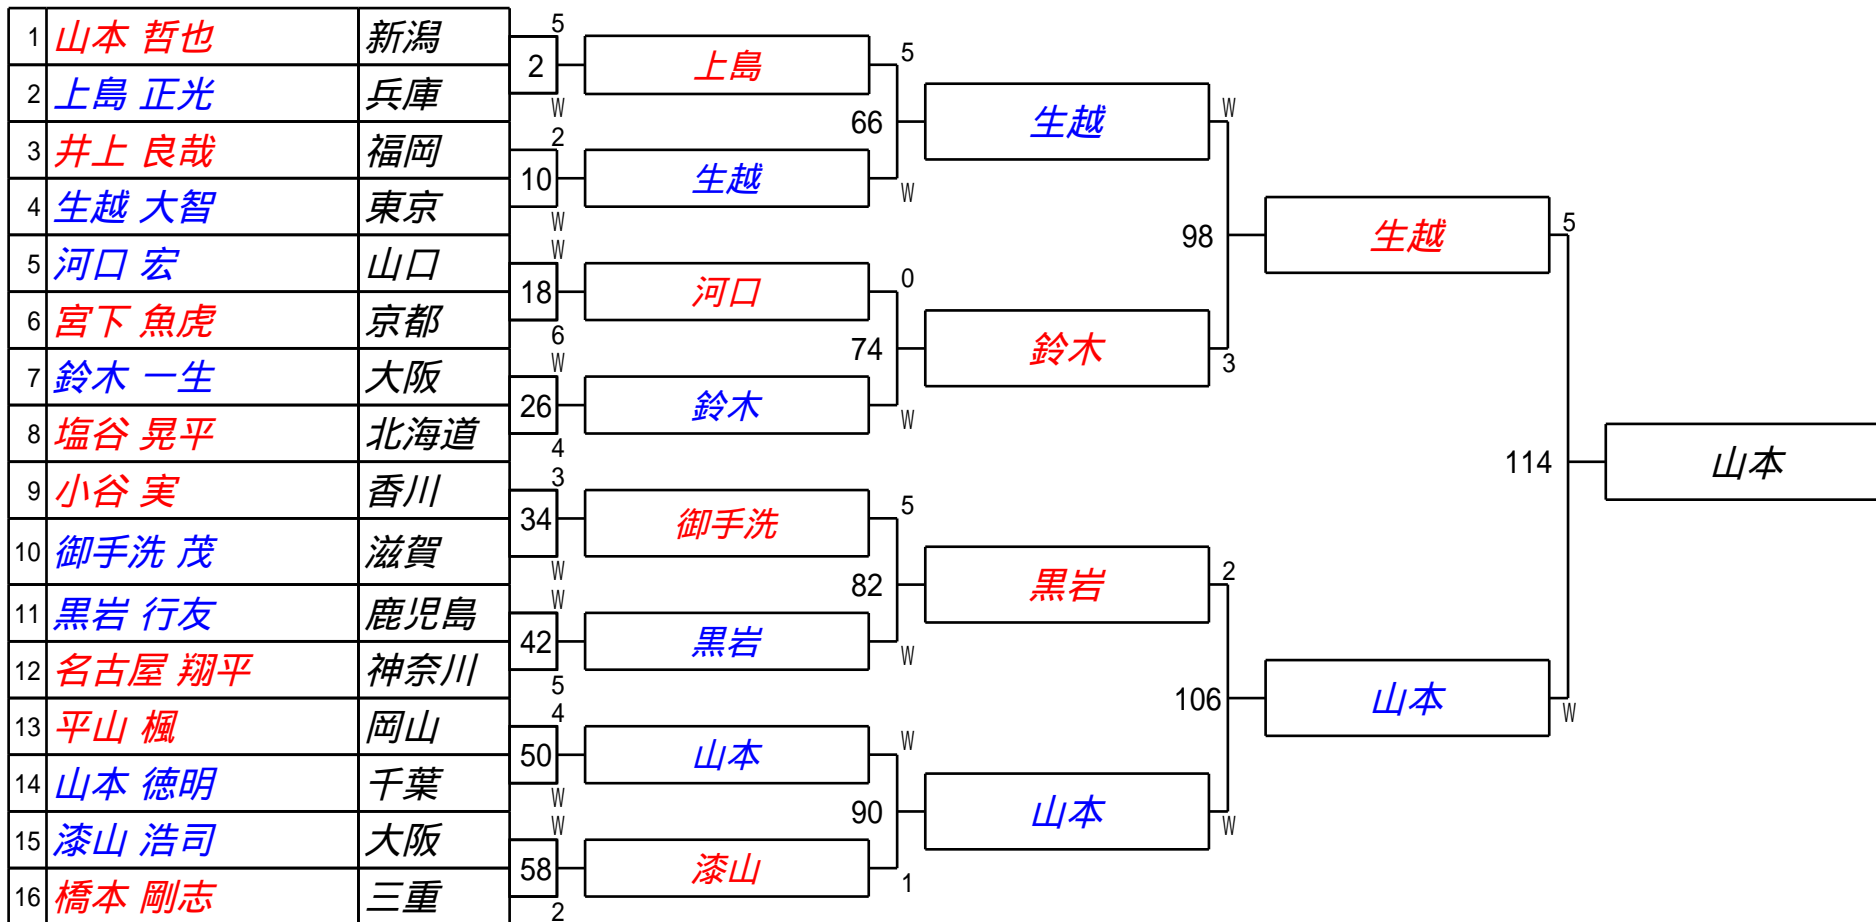 1 山本 哲也 新潟
2 上島 正光 兵庫
3 井上 良哉 福岡
4 生越 大智 東京
5 河口 宏 山口
6 宮下 魚虎 京都
7 鈴木 一生 大阪
8 塩谷 晃平 北海道
9 小谷 実 香川
10 御手洗 茂 滋賀
11 黒岩 行友 鹿児島
12 名古屋 翔平 神奈川
13 平山 楓 岡山
14 山本 徳明 千葉
15 漆山 浩司 大阪
16 橋本 剛志 三重
5
2
W
2
10
W
W
18
6
W
26
4
3
34
W
W
42
5
4
50
W
W
58
2
上島
生越
河口
鈴木
御手洗
黒岩
山本
漆山
5
66
W
0
74
W
5
82
W
W
90
1
生越
鈴木
黒岩
山本
W
98
3
2
106
W
生越
山本
5
114
W
山本